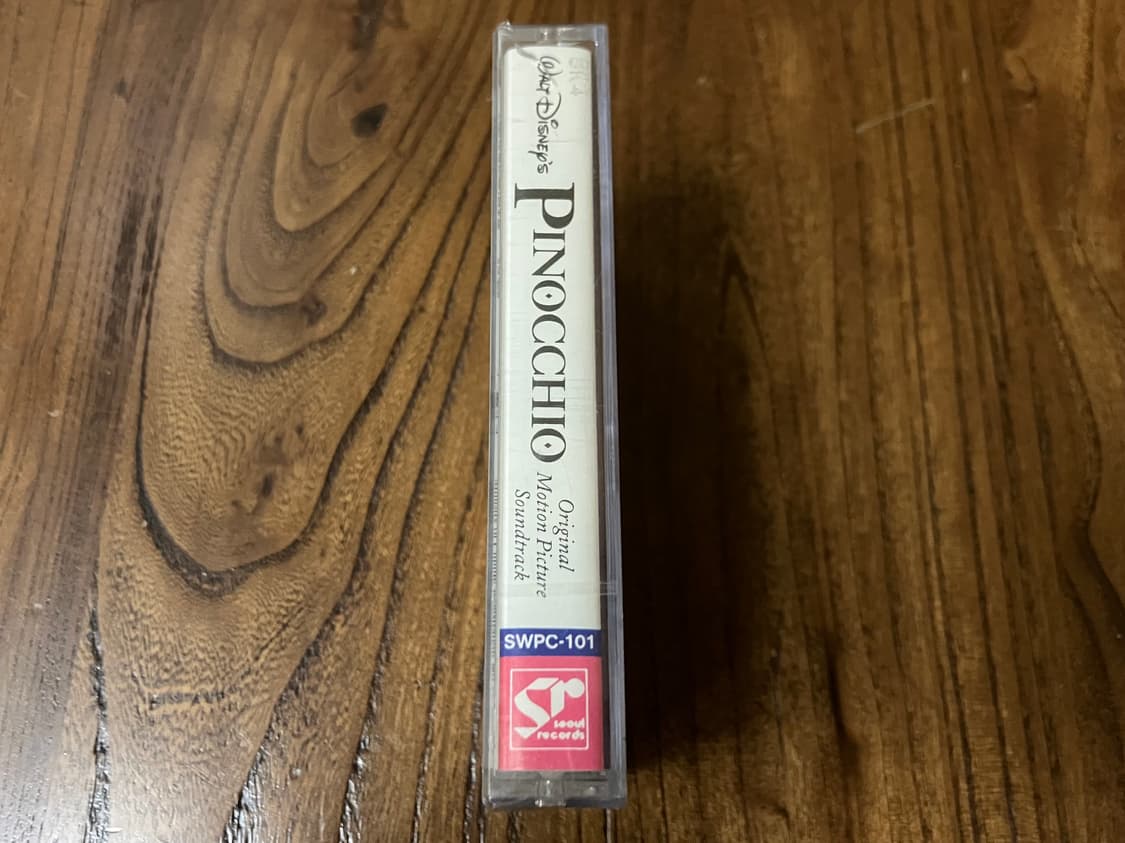 Walt Disney's
PINOCCHIO
Original
Motion Picture
Soundtrack
SWPC-101
Sr
seoul
records